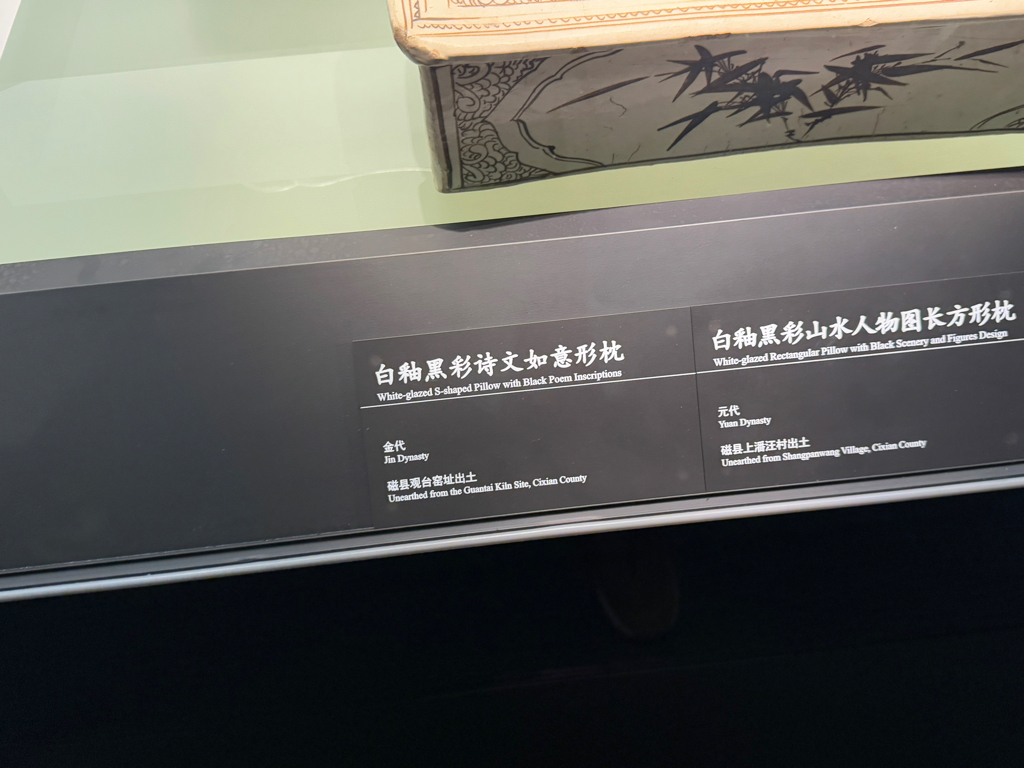 白釉黑彩诗文如意形枕
White-glazed S-shaped Pillow with Black Poem Inscriptions
金代
Jin Dynasty
磁县观台窑址出土
Unearthed from the Guantai Kiln Site, Cixian County
白釉黑彩山水人物图长方形枕
White-glazed Rectangular Pillow with Black Scenery and Figures Design
元代
Yuan Dynasty
磁县上潘汪村出土
Unearthed from Shangpanwang Village, Cixian County